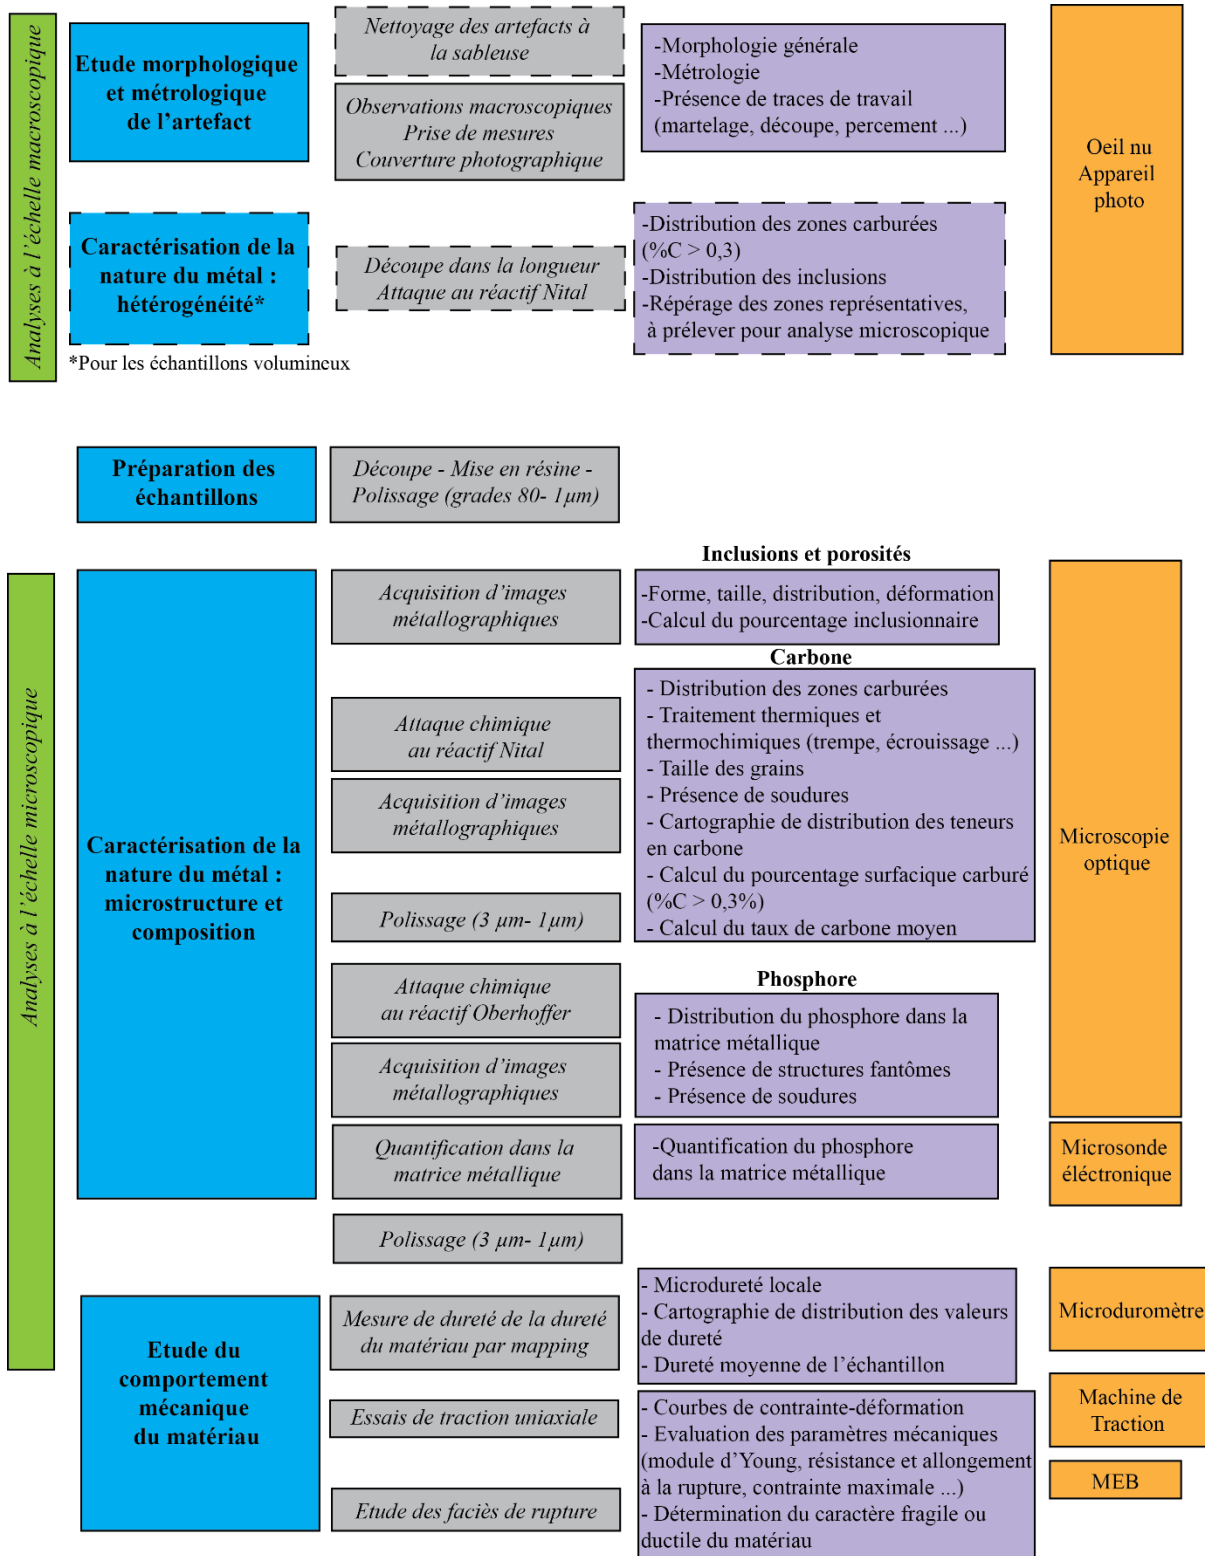 Analyses à l'échelle macroscopique
Etude morphologique
et métrologique
de l'artefact
Nettoyage des artefacts à
la sableuse
Observations macroscopiques
Prise de mesures
Couverture photographique
-Morphologie générale
-Métrologie
-Présence de traces de travail
(martelage, découpe, percement ...)
Oeil nu
Appareil
photo
Caractérisation de la
nature du métal :
hétérogénéité*
*Pour les échantillons volumineux
Découpe dans la longueur
Attaque au réactif Nital
-Distribution des zones carburées
(%C > 0,3)
-Distribution des inclusions
-Répérage des zones représentatives,
à prélever pour analyse microscopique
Préparation des
échantillons
Découpe - Mise en résine -
Polissage (grades 80- 1µm)
Analyses à l'échelle microscopique
Caractérisation de la
nature du métal :
microstructure et
composition
Acquisition d'images
métallographiques
Inclusions et porosités
-Forme, taille, distribution, déformation
-Calcul du pourcentage inclusionnaire
Attaque chimique
au réactif Nital
Acquisition d'images
métallographiques
Polissage (3 µm- 1µm)
Carbone
- Distribution des zones carburées
- Traitement thermiques et
thermochimiques (trempe, écrouissage ...)
- Taille des grains
- Présence de soudures
- Cartographie de distribution des teneurs
en carbone
- Calcul du pourcentage surfacique carburé
(%C > 0,3%)
- Calcul du taux de carbone moyen
Microscopie
optique
Attaque chimique
au réactif Oberhoffer
Acquisition d'images
métallographiques
Phosphore
- Distribution du phosphore dans la
matrice métallique
- Présence de structures fantômes
- Présence de soudures
Quantification dans la
matrice métallique
-Quantification du phosphore
dans la matrice métallique
Microsonde
éléctronique
Polissage (3 µm- 1µm)
Etude du
comportement
mécanique
du matériau
Mesure de dureté de la dureté
du matériau par mapping
- Microdureté locale
- Cartographie de distribution des valeurs
de dureté
- Dureté moyenne de l'échantillon
Microduromètre
Essais de traction uniaxiale
Etude des faciès de rupture
- Courbes de contrainte-déformation
- Evaluation des paramètres mécaniques
(module d'Young, résistance et allongement
à la rupture, contrainte maximale ...)
- Détermination du caractère fragile ou
ductile du matériau
Machine de
Traction
MEB